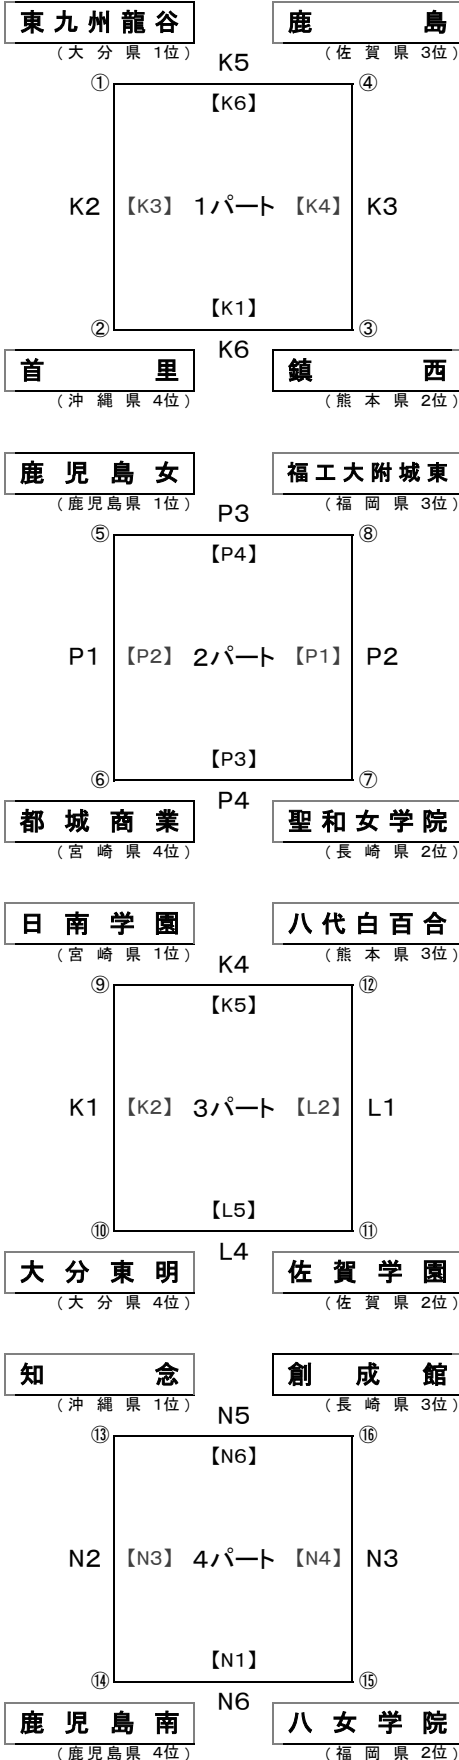 東九州龍谷 鹿島
(大分県 1位) (佐賀県 3位)
K5
① ④
【K6】
K2 【K3】 1パート 【K4】 K3
【K1】
② ③
K6
首里 鎮西
(沖縄県 4位) (熊本県 2位)
鹿児島女 福工大附城東
(鹿児島県 1位) (福岡県 3位)
P3
⑤ ⑧
【P4】
P1 【P2】 2パート 【P1】 P2
【P3】
⑥ ⑦
P4
都城商業 聖和女学院
(宮崎県 4位) (長崎県 2位)
日南学園 八代白百合
(宮崎県 1位) (熊本県 3位)
K4
⑨ ⑫
【K5】
K1 【K2】 3パート 【L2】 L1
【L5】
⑩ ⑪
L4
大分東明 佐賀学園
(大分県 4位) (佐賀県 2位)
知念 創成館
(沖縄県 1位) (長崎県 3位)
N5
⑬ ⑯
【N6】
N2 【N3】 4パート 【N4】 N3
【N1】
⑭ ⑮
N6
鹿児島南 八女学院
(鹿児島県 4位) (福岡県 2位)